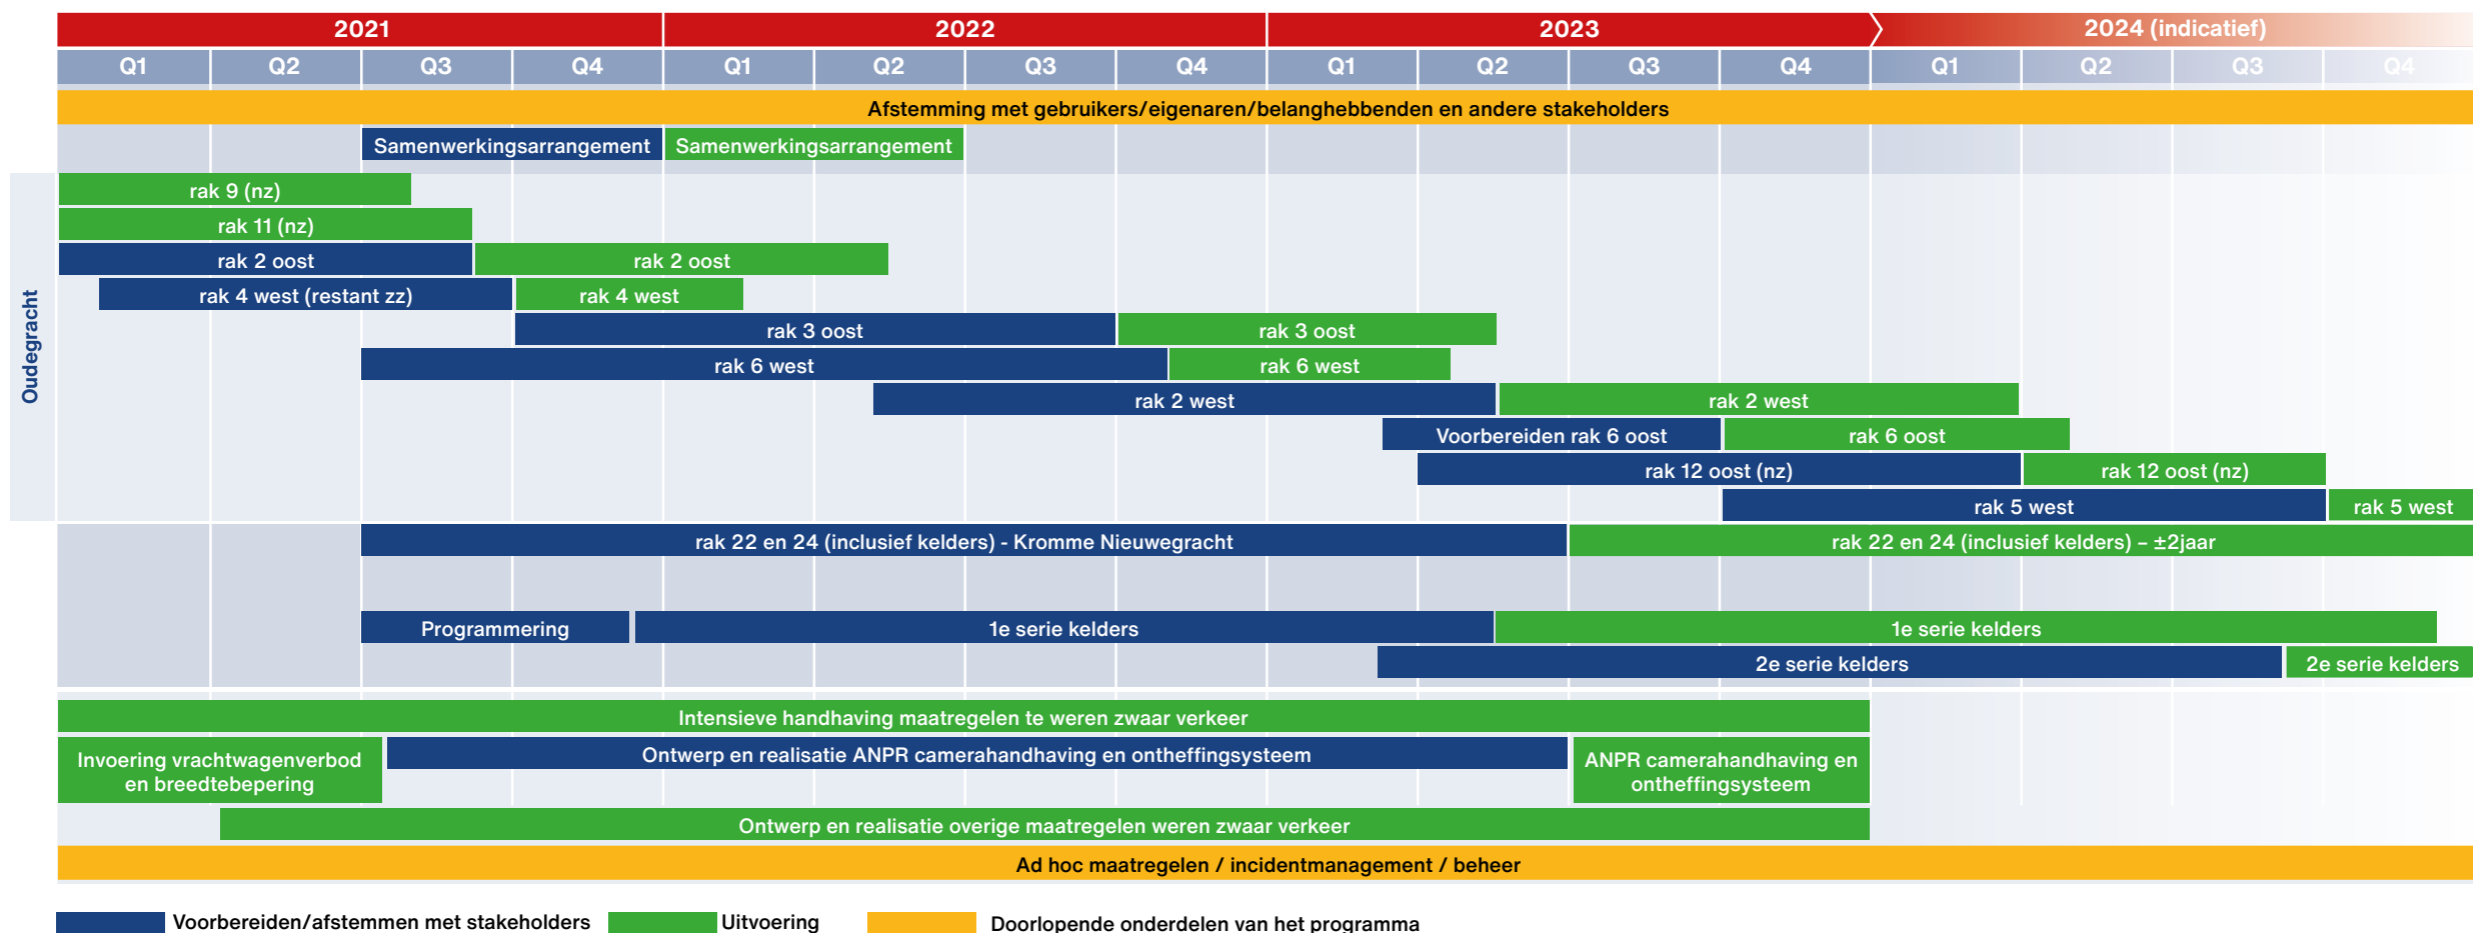 2021
2022
2023
2024 (indicatief)
Q1 Q2 Q3 Q4 Q1 Q2 Q3 Q4 Q1 Q2 Q3 Q4 Q1 Q2 Q3 Q4
Afstemming met gebruikers/eigenaren/belanghebbenden en andere stakeholders
Samenwerkingsarrangement Samenwerkingsarrangement
Oudegracht
rak 9 (nz)
rak 11 (nz)
rak 2 oost rak 2 oost
rak 4 west (restant zz) rak 4 west
rak 3 oost rak 3 oost
rak 6 west rak 6 west
rak 2 west rak 2 west
Voorbereiden rak 6 oost rak 6 oost
rak 12 oost (nz) rak 12 oost (nz)
rak 5 west rak 5 west
rak 22 en 24 (inclusief kelders) - Kromme Nieuwegracht rak 22 en 24 (inclusief kelders) – ±2jaar
Programmering 1e serie kelders 1e serie kelders
2e serie kelders 2e serie kelders
Intensieve handhaving maatregelen te weren zwaar verkeer
Invoering vrachtwagenverbod
en breedtebepering
Ontwerp en realisatie ANPR camerahandhaving en ontheffingsysteem
ANPR camerahandhaving en
ontheffingsysteem
Ontwerp en realisatie overige maatregelen weren zwaar verkeer
Ad hoc maatregelen / incidentmanagement / beheer
Voorbereiden/afstemmen met stakeholders Uitvoering Doorlopende onderdelen van het programma